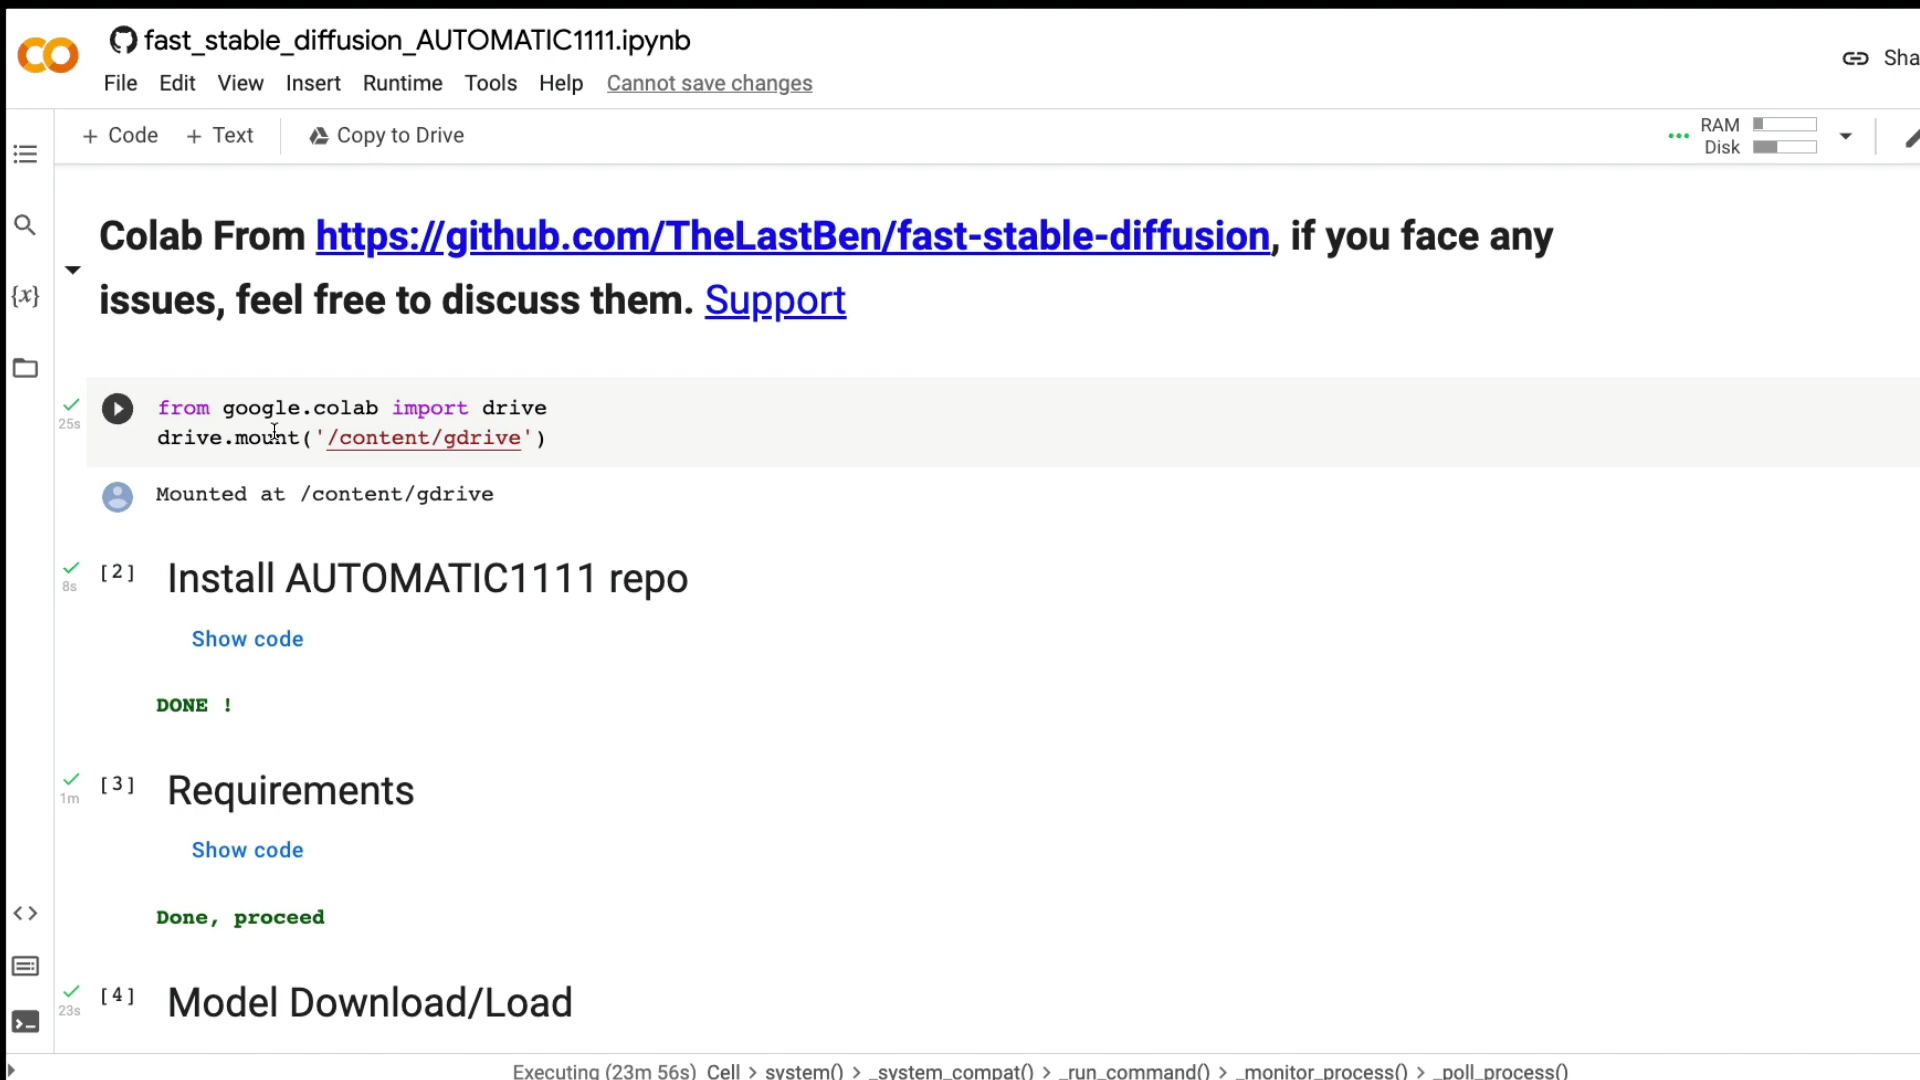 fast_stable_diffusion_AUTOMATIC1111.ipynb
File Edit View Insert Runtime Tools Help Cannot save changes
+ Code + Text Copy to Drive
RAM
Disk
Colab From https://github.com/TheLastBen/fast-stable-diffusion, if you face any
issues, feel free to discuss them. Support
{x}
25s
from google.colab import drive
drive.mount('/content/gdrive')
Mounted at /content/gdrive
8s
[2] Install AUTOMATIC1111 repo
Show code
DONE !
1m
[3] Requirements
Show code
Done, proceed
23s
[4] Model Download/Load
Executing (23m 56s) Cell > system() > _system_compat() > _run_command() > _monitor_process() > _poll_process()